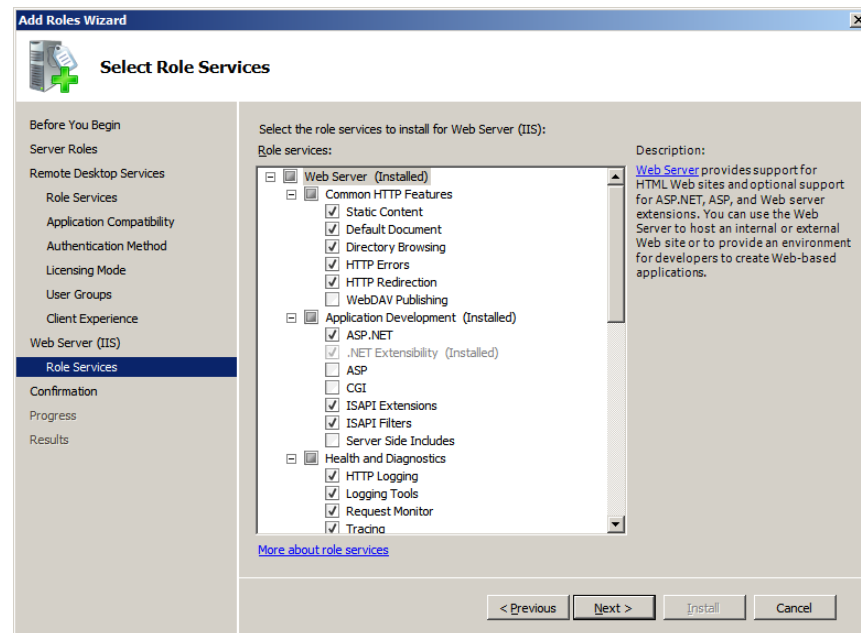 Add Roles Wizard
Select Role Services
Before You Begin
Server Roles
Remote Desktop Services
Role Services
Application Compatibility
Authentication Method
Licensing Mode
User Groups
Client Experience
Web Server (IIS)
Role Services
Confirmation
Progress
Results
Select the role services to install for Web Server (IIS):
Role services:
Web Server (Installed)
Common HTTP Features
Static Content
Default Document
Directory Browsing
HTTP Errors
HTTP Redirection
WebDAV Publishing
Application Development (Installed)
ASP.NET
.NET Extensibility (Installed)
ASP
CGI
ISAPI Extensions
ISAPI Filters
Server Side Includes
Health and Diagnostics
HTTP Logging
Logging Tools
Request Monitor
Tracing
More about role services
Description:
Web Server provides support for
HTML Web sites and optional support
for ASP.NET, ASP, and Web server
extensions. You can use the Web
Server to host an internal or external
Web site or to provide an environment
for developers to create Web-based
applications.
< Previous
Next >
Install
Cancel